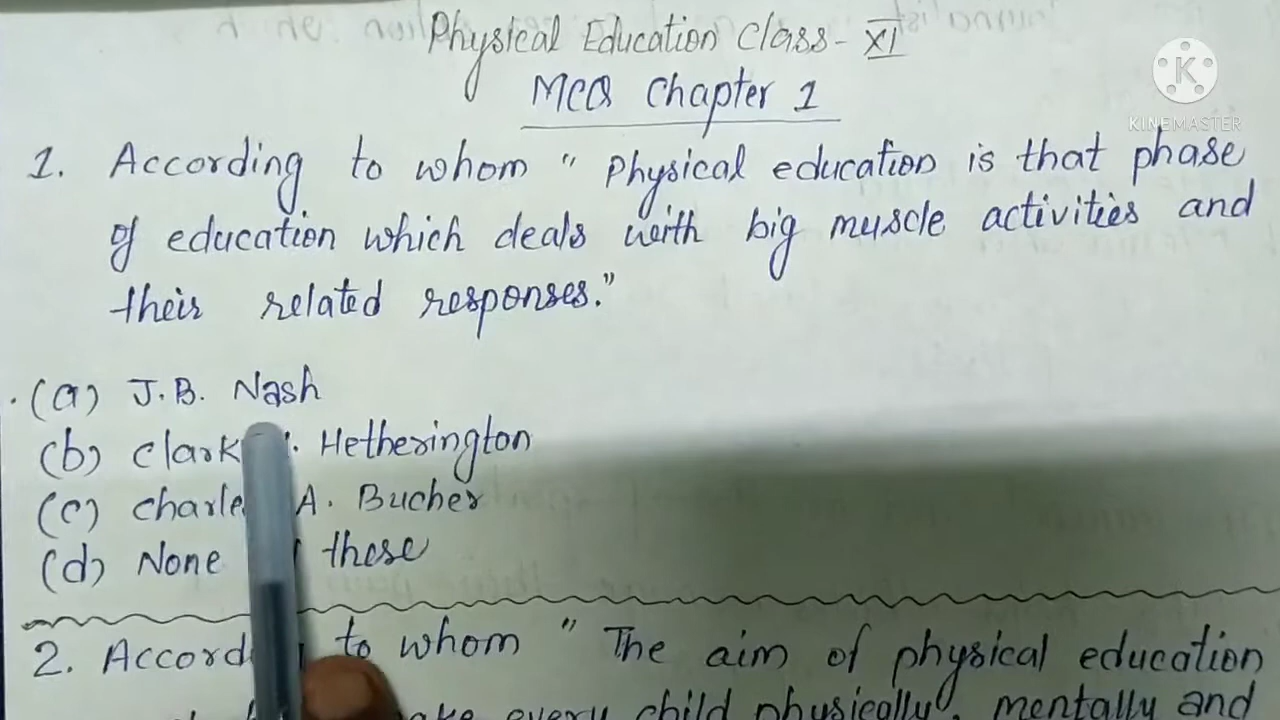 Physical Education Class - XI
MCQ Chapter 1
KINEMASTER
1. According to whom " Physical education is that phase
of education which deals with big muscle activities and
their related responses."
(a) J.B. Nash
(b) Clark Hetherington
(c) Charle A. Bucher
(d) None these
2. Accord to whom " The aim of physical education
every child physically, mentally and